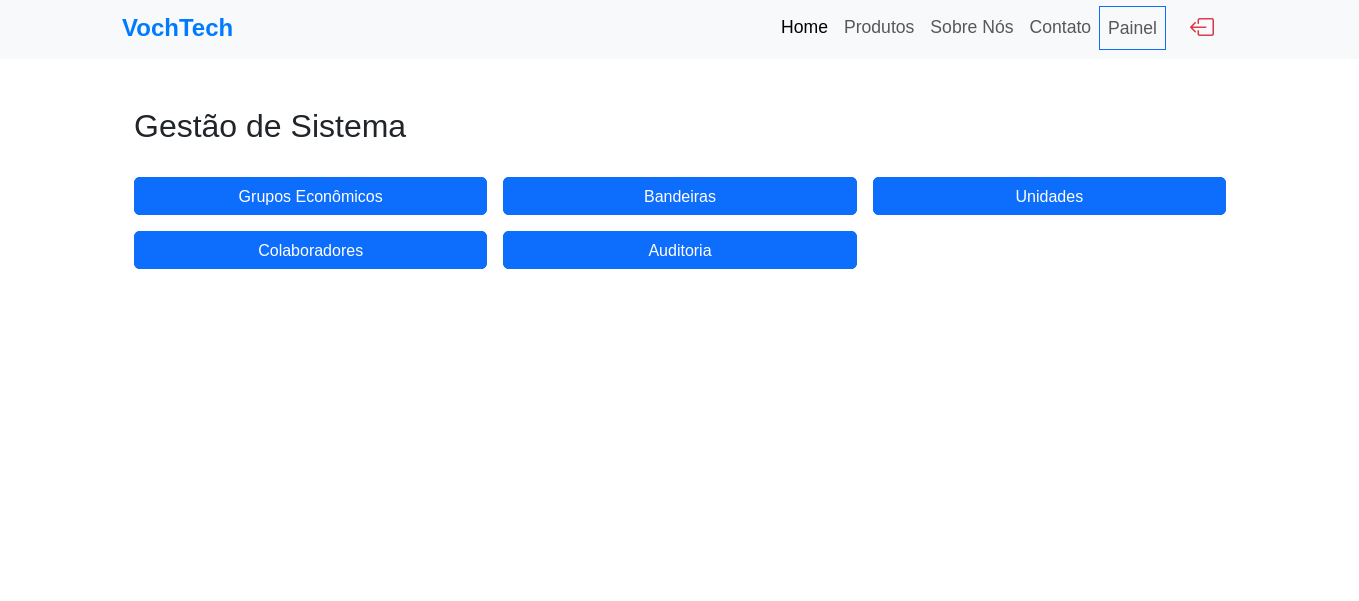 VochTech Home Produtos Sobre Nós Contato Painel
Gestão de Sistema
Grupos Econômicos Bandeiras Unidades
Colaboradores Auditoria